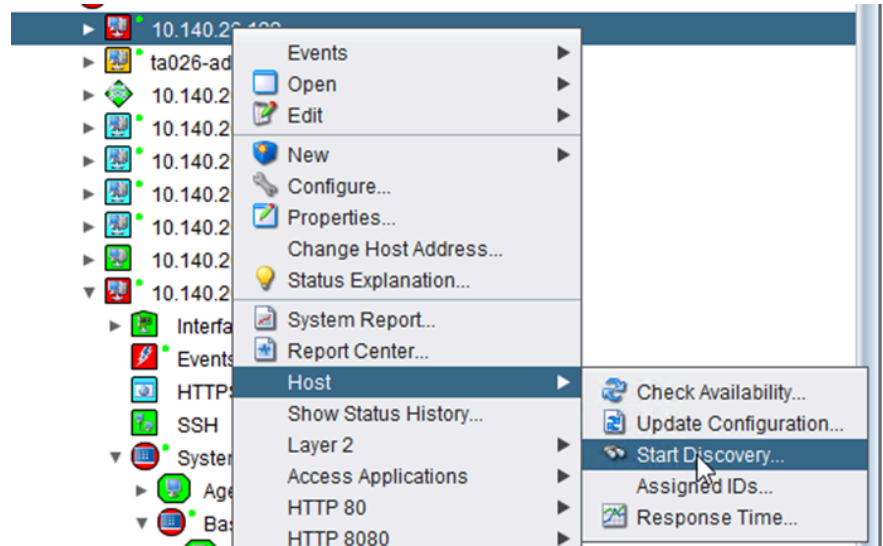 10.140.2
ta026-ad
10.140.2
10.140.2
10.140.2
10.140.2
10.140.2
10.140.2
10.140.2
Interfa
Events
HTTPS
SSH
System
Age
Bas
Events
Open
Edit
New
Configure...
Properties...
Change Host Address...
Status Explanation...
System Report...
Report Center...
Host
Show Status History...
Layer 2
Access Applications
HTTP 80
HTTP 8080
Check Availability...
Update Configuration...
Start Discovery...
Assigned IDs...
Response Time...